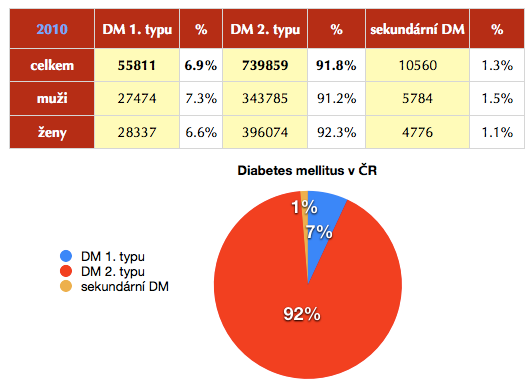 2010 DM 1. typu % DM 2. typu % sekundární DM %
celkem 55811 6.9% 739859 91.8% 10560 1.3%
muži 27474 7.3% 343785 91.2% 5784 1.5%
ženy 28337 6.6% 396074 92.3% 4776 1.1%
Diabetes mellitus v ČR
1%
7%
DM 1. typu
DM 2. typu
sekundární DM
92%